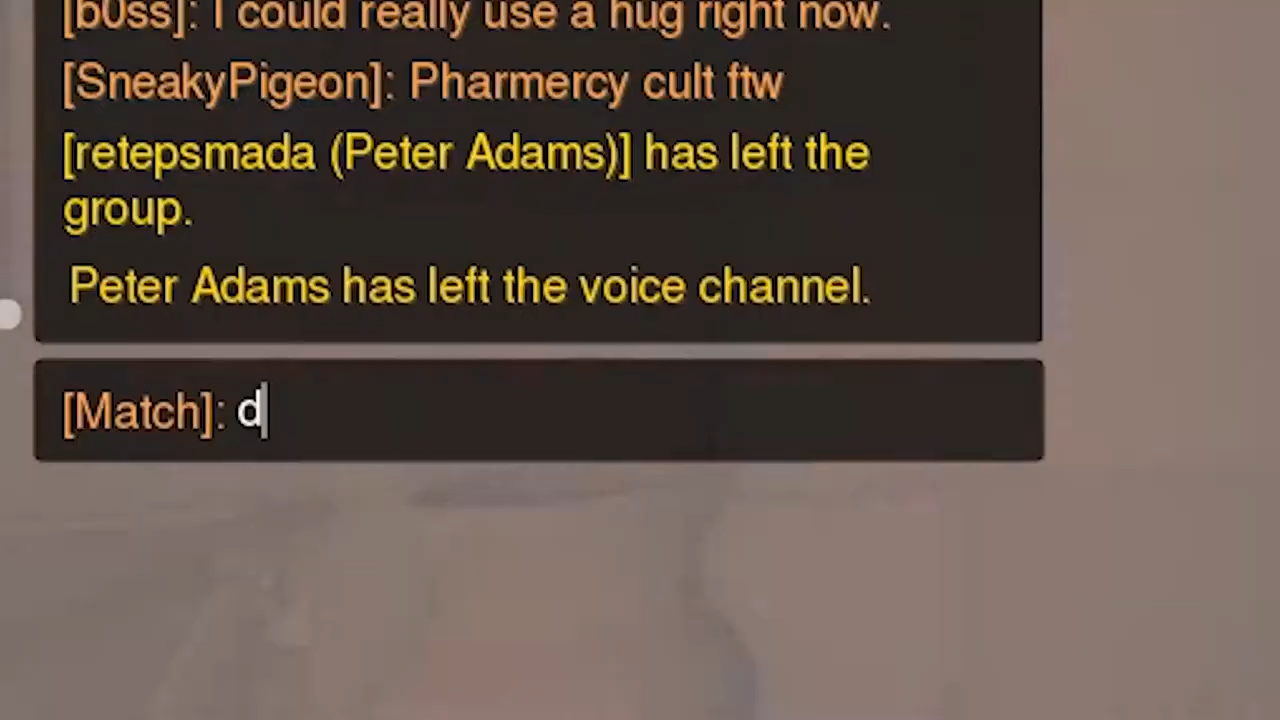 [b0ss]: I could really use a hug right now.
[SneakyPigeon]: Pharmercy cult ftw
[retepsmada (Peter Adams)] has left the
group.
Peter Adams has left the voice channel.
[Match]: d